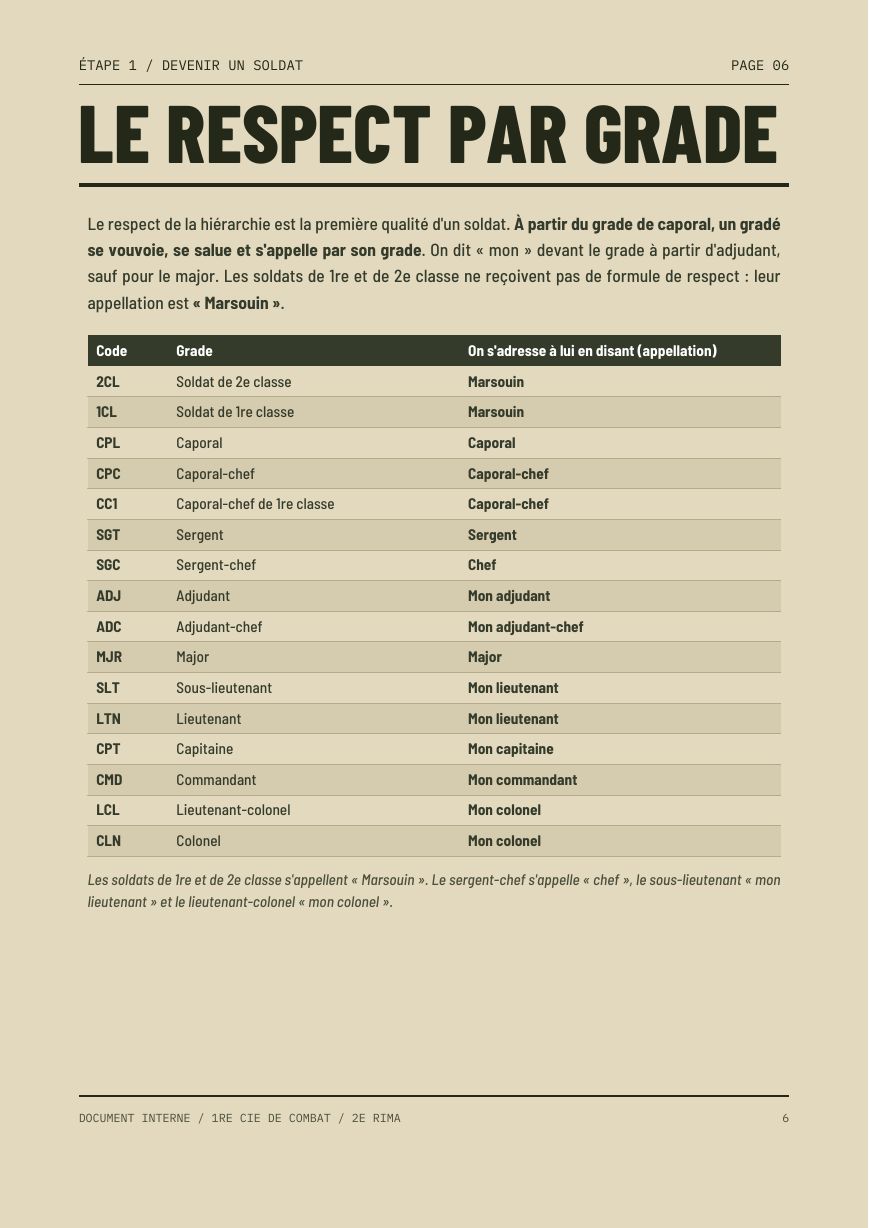 ÉTAPE 1 / DEVENIR UN SOLDAT PAGE 06
LE RESPECT PAR GRADE
Le respect de la hiérarchie est la première qualité d'un soldat. À partir du grade de caporal, un gradé
se vouvoie, se salue et s'appelle par son grade. On dit « mon » devant le grade à partir d'adjudant,
sauf pour le major. Les soldats de 1re et de 2e classe ne reçoivent pas de formule de respect : leur
appellation est « Marsouin ».
Code Grade On s'adresse à lui en disant (appellation)
2CL Soldat de 2e classe Marsouin
1CL Soldat de 1re classe Marsouin
CPL Caporal Caporal
CPC Caporal-chef Caporal-chef
CC1 Caporal-chef de 1re classe Caporal-chef
SGT Sergent Sergent
SGC Sergent-chef Chef
ADJ Adjudant Mon adjudant
ADC Adjudant-chef Mon adjudant-chef
MJR Major Major
SLT Sous-lieutenant Mon lieutenant
LTN Lieutenant Mon lieutenant
CPT Capitaine Mon capitaine
CMD Commandant Mon commandant
LCL Lieutenant-colonel Mon colonel
CLN Colonel Mon colonel
Les soldats de 1re et de 2e classe s'appellent « Marsouin ». Le sergent-chef s'appelle « chef », le sous-lieutenant « mon
lieutenant » et le lieutenant-colonel « mon colonel ».
DOCUMENT INTERNE / 1RE CIE DE COMBAT / 2E RIMA 6